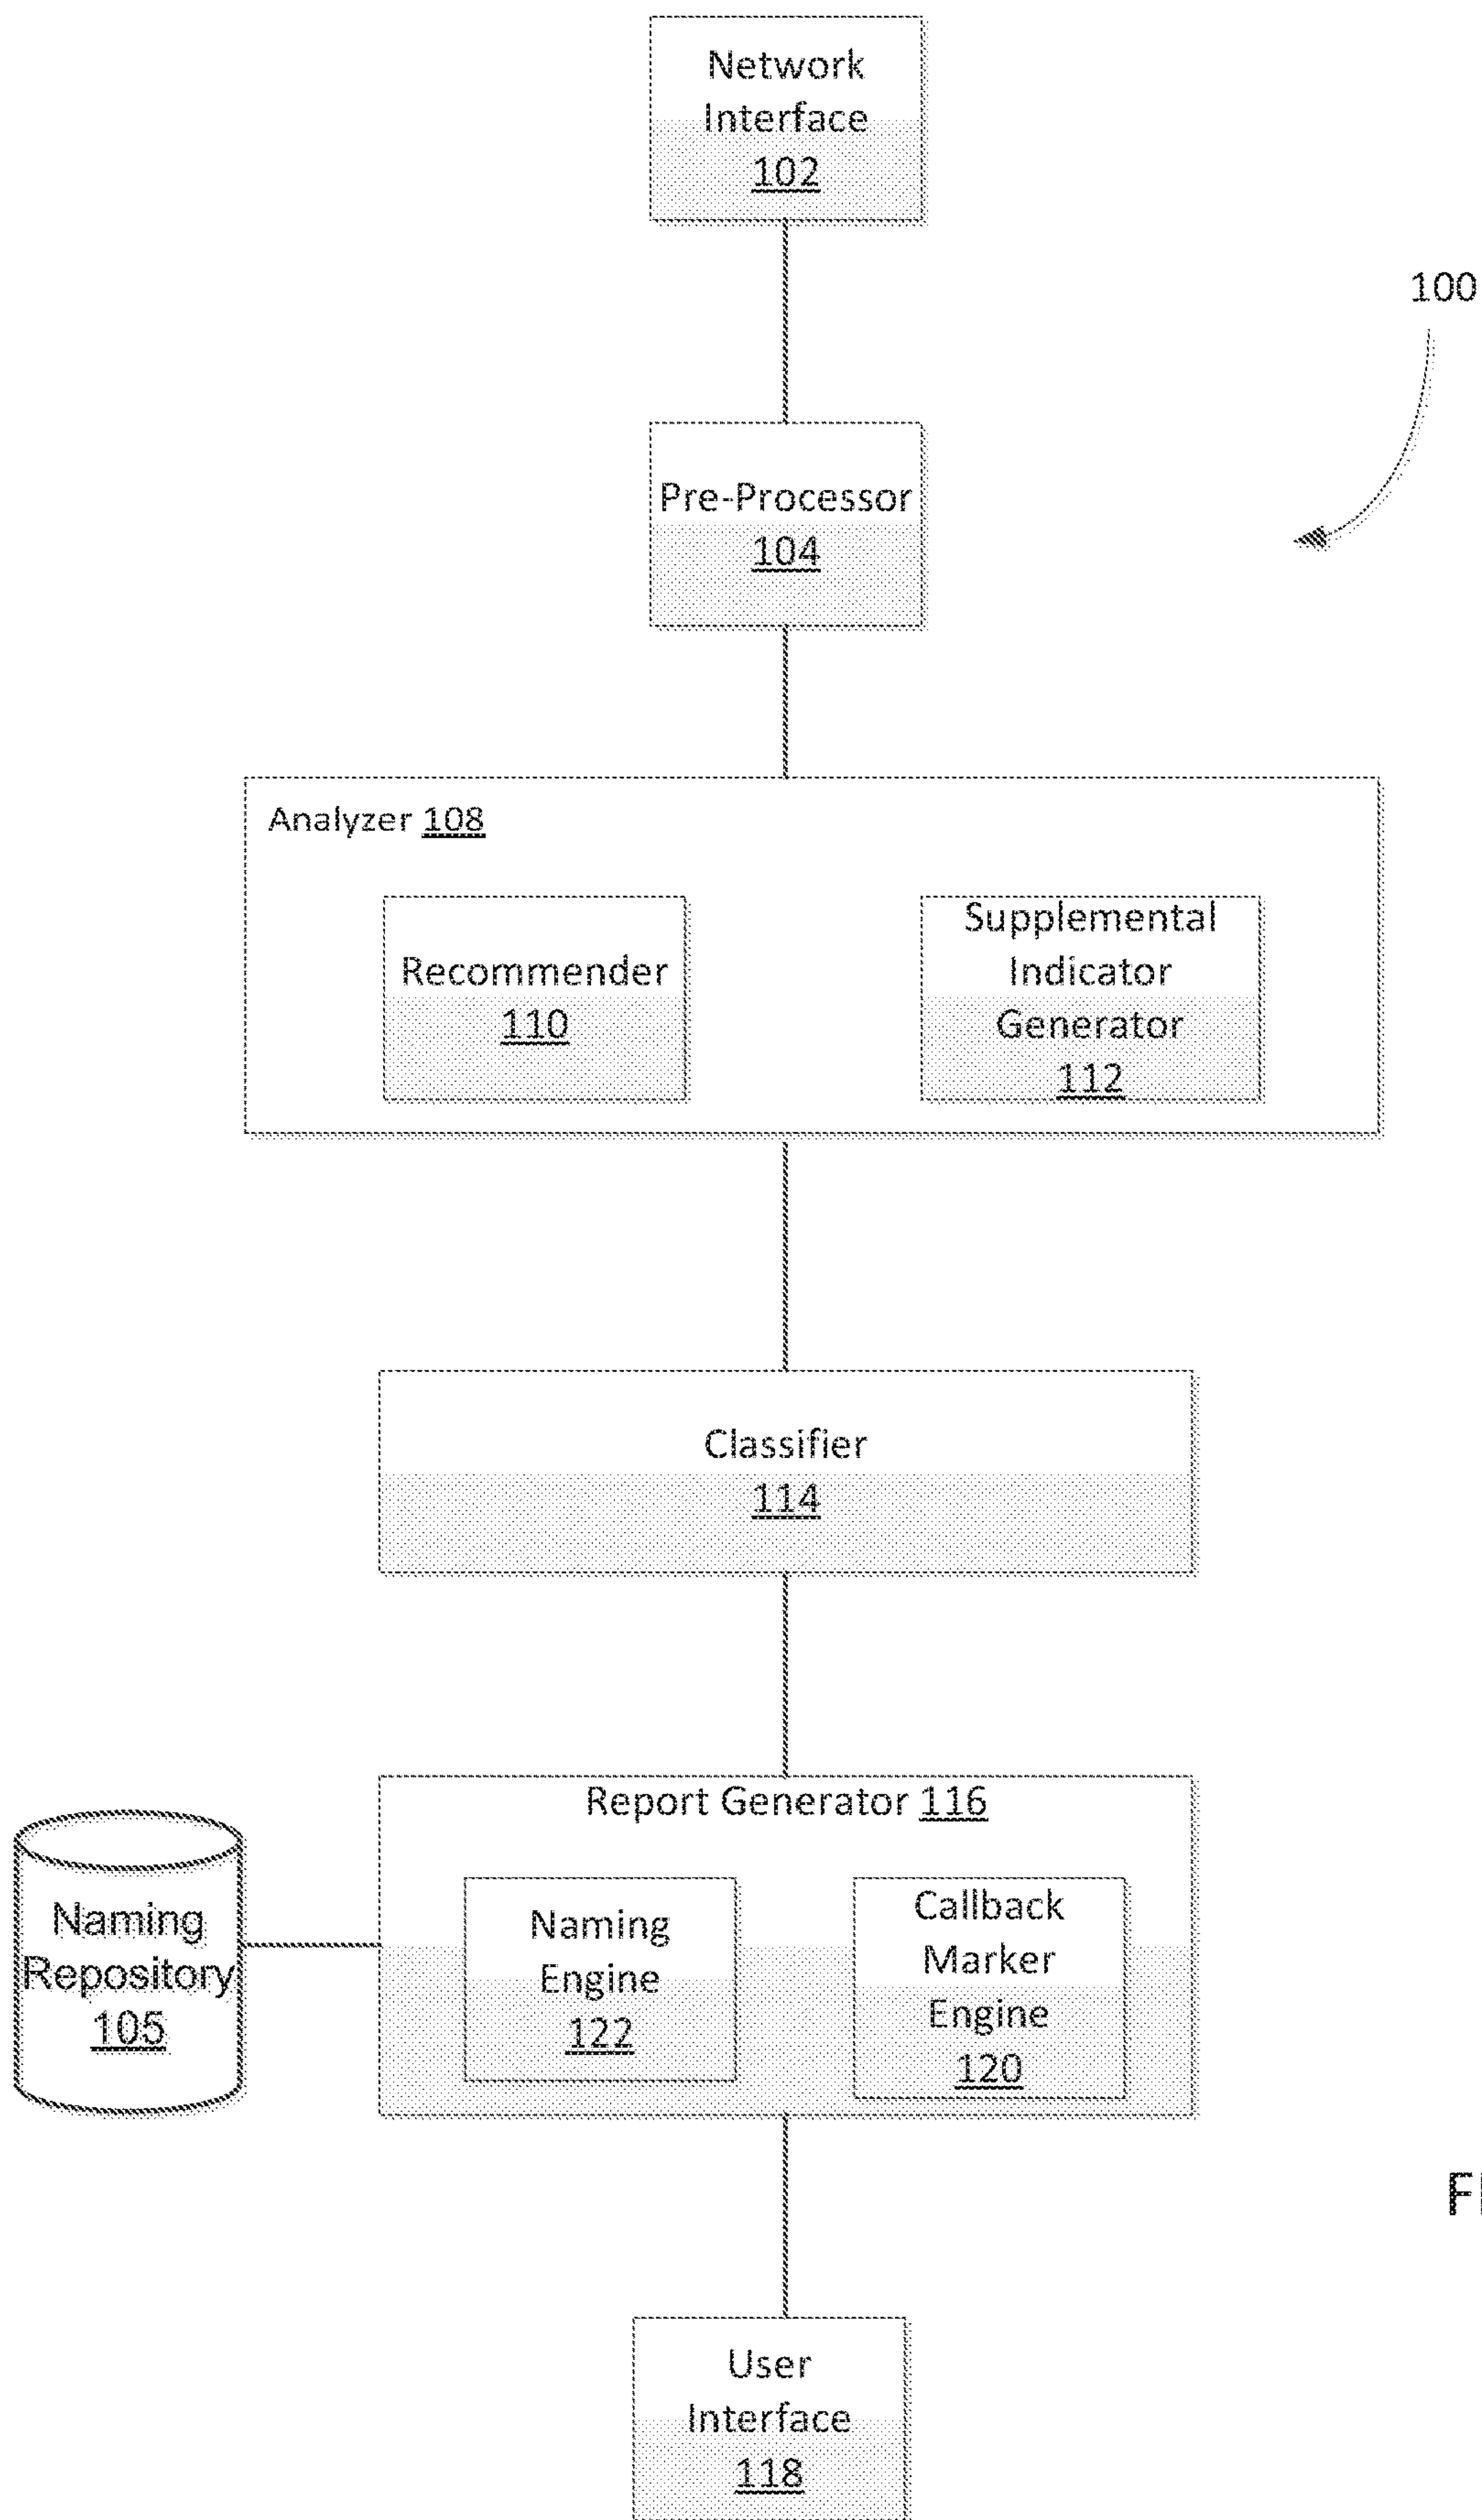 Network
Interface
102
100
Pre-Processor
104
Analyzer 108
Recommender
110
Supplemental
Indicator
Generator
112
Classifier
114
Report Generator 116
Naming
Repository
105
Naming
Engine
122
Callback
Marker
Engine
120
User
Interface
118